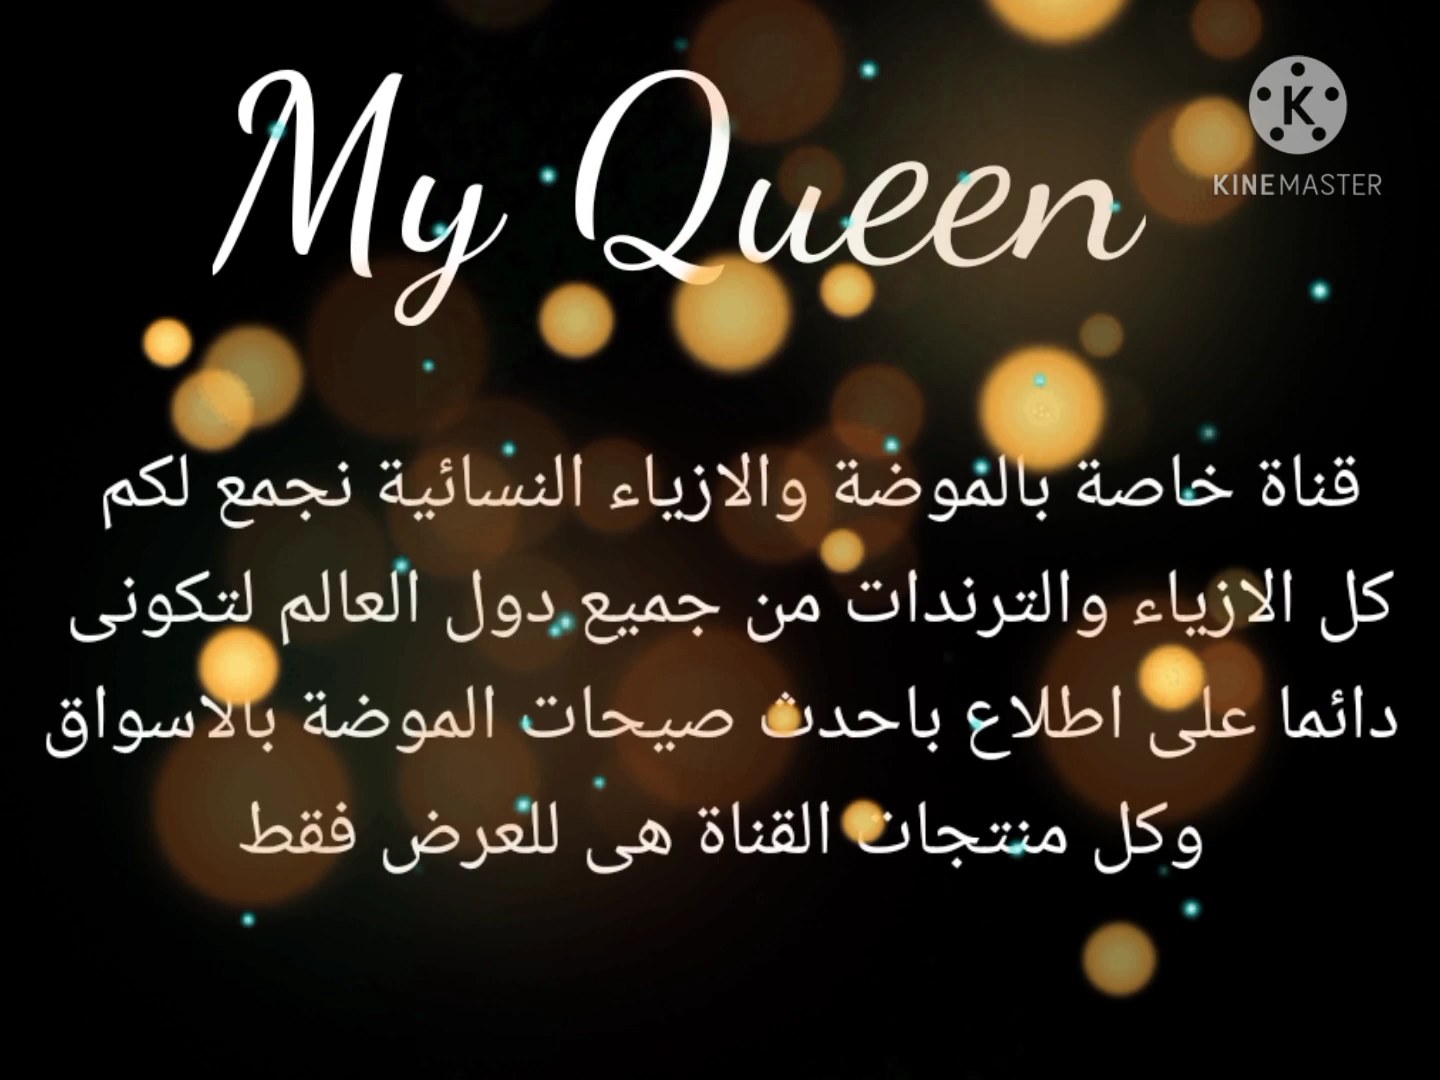 My Queen
KINEMASTER
قناة خاصة بالموضة والازياء النسائية نجمع لكم
كل الازياء والترندات من جميع دول العالم لتكونى
دائما على اطلاع باحدث صيحات الموضة بالاسواق
وكل منتجات القناة هى للعرض فقط